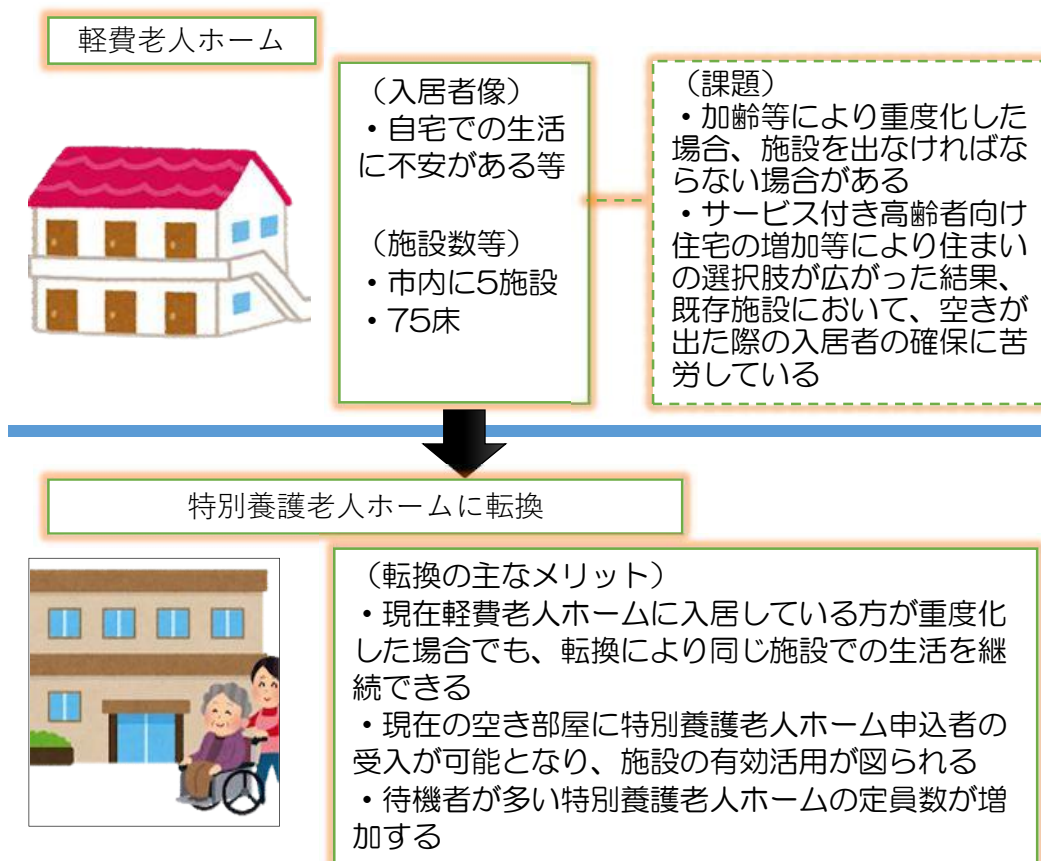 軽費老人ホーム
（入居者像）
・自宅での生活
に不安がある等
（施設数等）
・市内に5施設
・75床
（課題）
・加齢等により重度化した
場合、施設を出なければな
らない場合がある
・サービス付き高齢者向け
住宅の増加等により住まい
の選択肢が広がった結果、
既存施設において、空きが
出た際の入居者の確保に苦
労している
特別養護老人ホームに転換
（転換の主なメリット）
・現在軽費老人ホームに入居している方が重度化
した場合でも、転換により同じ施設での生活を継
続できる
・現在の空き部屋に特別養護老人ホーム申込者の
受入が可能となり、施設の有効活用が図られる
・待機者が多い特別養護老人ホームの定員数が増
加する